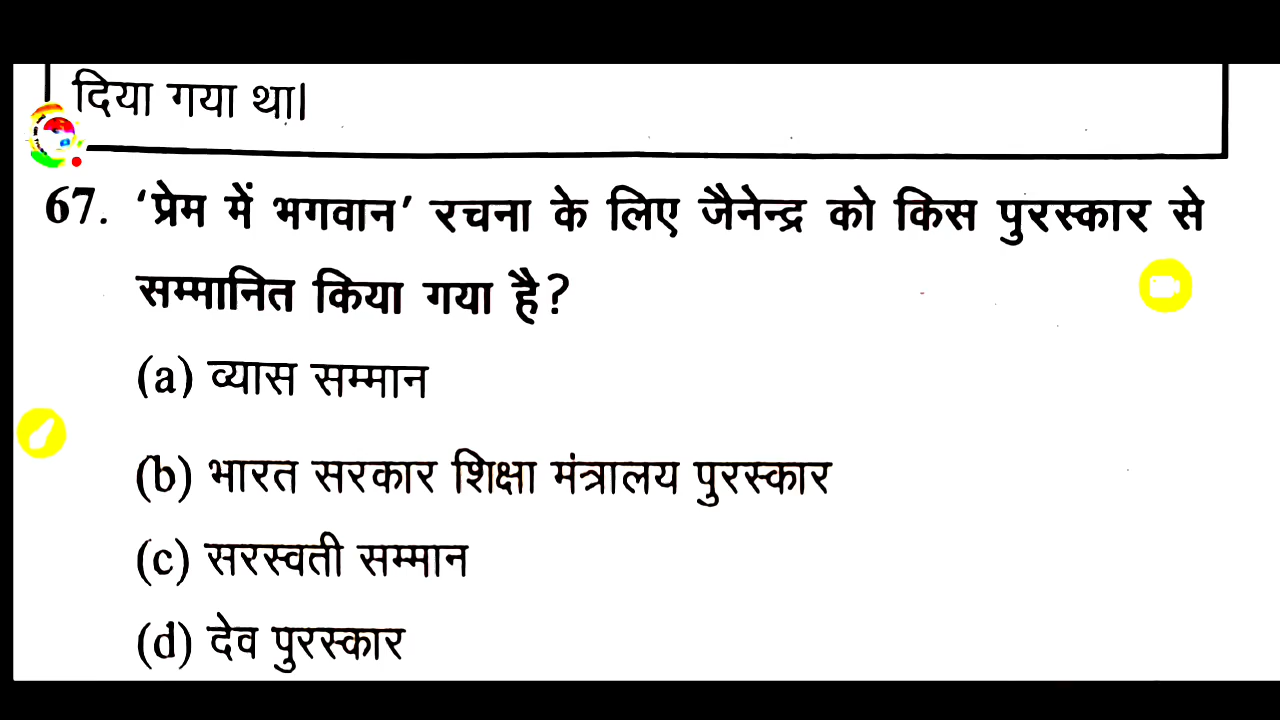 दिया गया था।
67. ‘प्रेम में भगवान’ रचना के लिए जैनेन्द्र को किस पुरस्कार से
सम्मानित किया गया है?
(a) व्यास सम्मान
(b) भारत सरकार शिक्षा मंत्रालय पुरस्कार
(c) सरस्वती सम्मान
(d) देव पुरस्कार